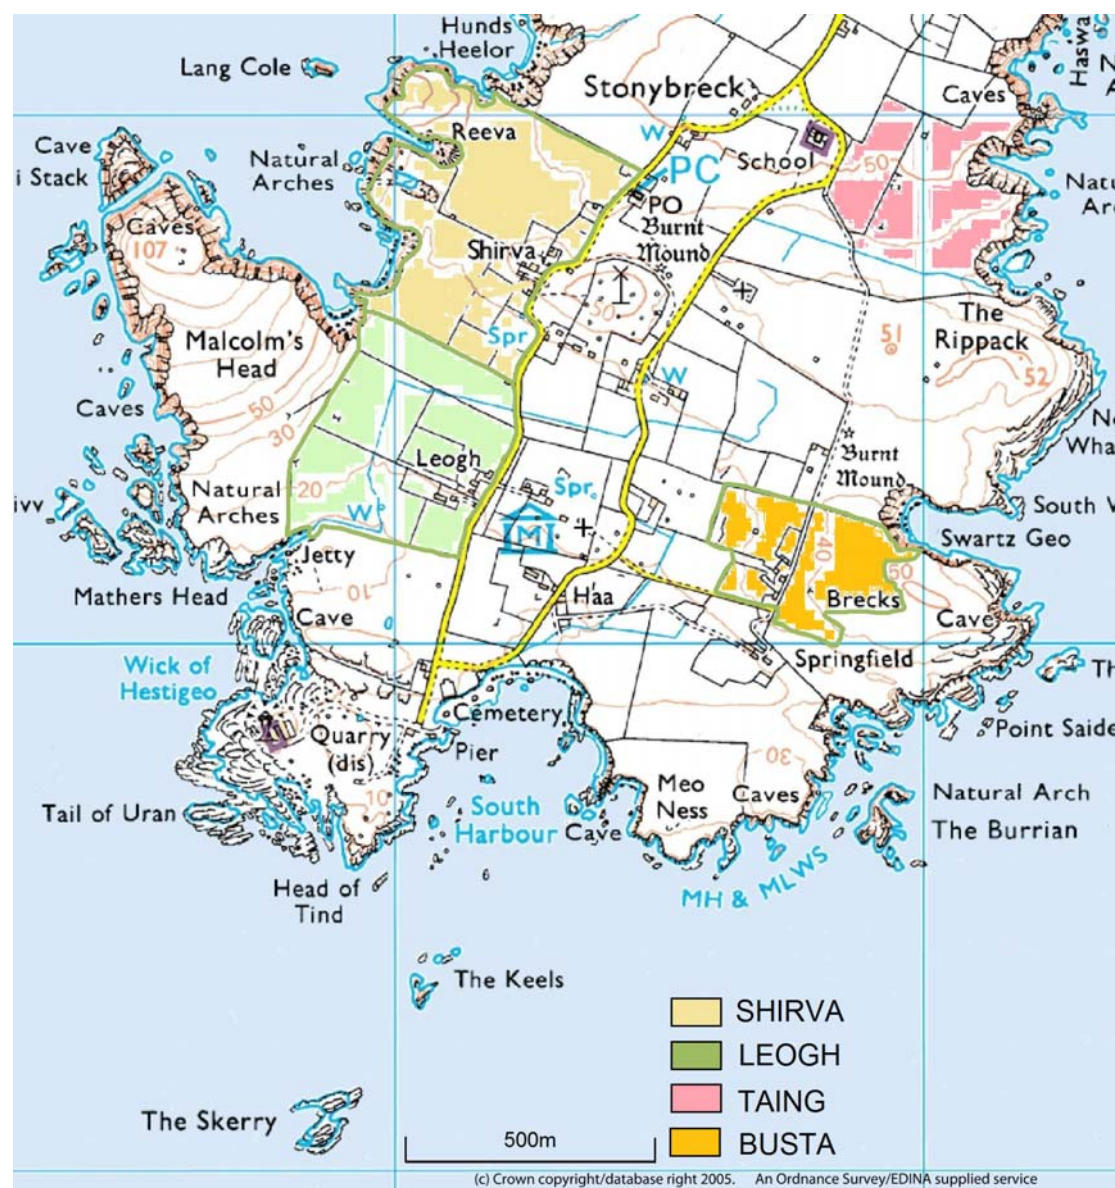 Hunds
Heelor
Haswa
Lang Cole
Stonybreck
Caves
Reeva
W
Cave
i Stack
Natural
Arches
School
50
PC
PO
Burnt
Mound
Caves
107
Shirva
50
The
Rippack
51
52
Malcolm's
Head
Spr
W
Caves
50
30
Burnt
Mound
Leogh
Natural
Arches
20
W
Spr
M
South
Swartz Geo
ivv
Jetty
40
50
Mathers Head
10
Haa
Brecks
Cave
Cave
Springfield
Wick of
Hestigeo
Cemetery
Quarry
(dis)
Pier
30
Point Saide
10
Meo
Ness
Caves
Natural Arch
Tail of Uran
South
Harbour
Cave
The Burrian
MH & MLWS
Head of
Tind
The Keels
SHIRVA
LEOGH
TAING
BUSTA
The Skerry
500m
(c) Crown copyright/database right 2005. An Ordnance Survey/EDINA supplied service